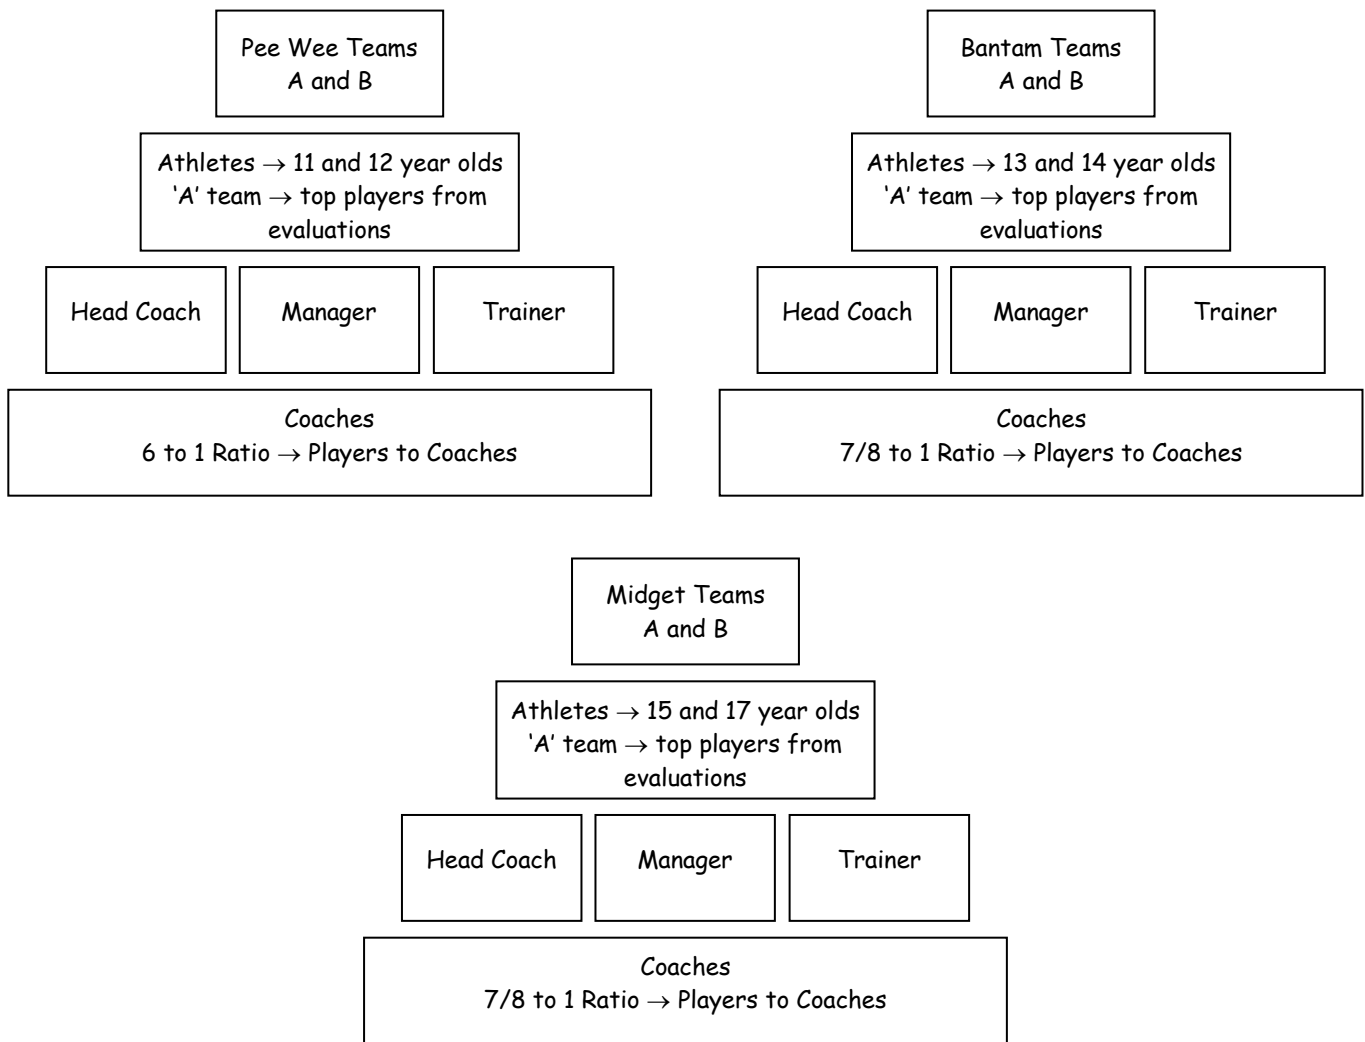 Pee Wee Teams
A and B
Athletes → 11 and 12 year olds
‘A’ team → top players from
evaluations
Head Coach
Manager
Trainer
Coaches
6 to 1 Ratio → Players to Coaches
Bantam Teams
A and B
Athletes → 13 and 14 year olds
‘A’ team → top players from
evaluations
Head Coach
Manager
Trainer
Coaches
7/8 to 1 Ratio → Players to Coaches
Midget Teams
A and B
Athletes → 15 and 17 year olds
‘A’ team → top players from
evaluations
Head Coach
Manager
Trainer
Coaches
7/8 to 1 Ratio → Players to Coaches